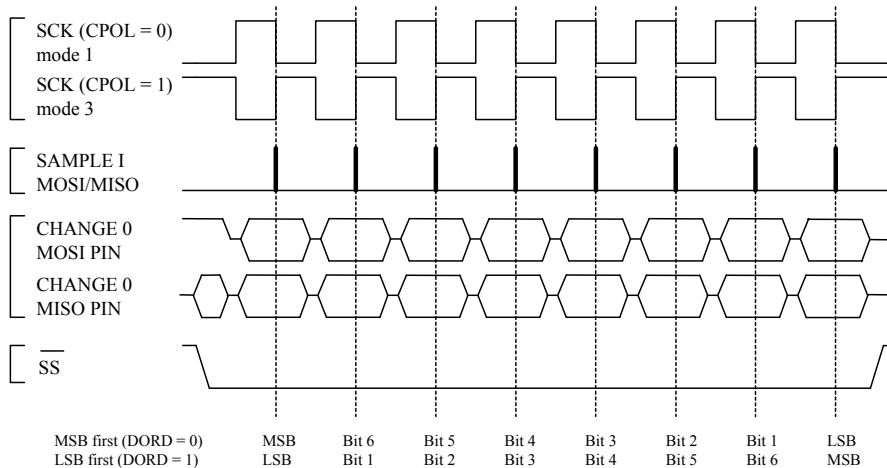 SCK (CPOL = 0)
mode 1
SCK (CPOL = 1)
mode 3
SAMPLE I
MOSI/MISO
CHANGE 0
MOSI PIN
CHANGE 0
MISO PIN
SS
MSB first (DORD = 0) MSB Bit 6 Bit 5 Bit 4 Bit 3 Bit 2 Bit 1 LSB
LSB first (DORD = 1) LSB Bit 1 Bit 2 Bit 3 Bit 4 Bit 5 Bit 6 MSB